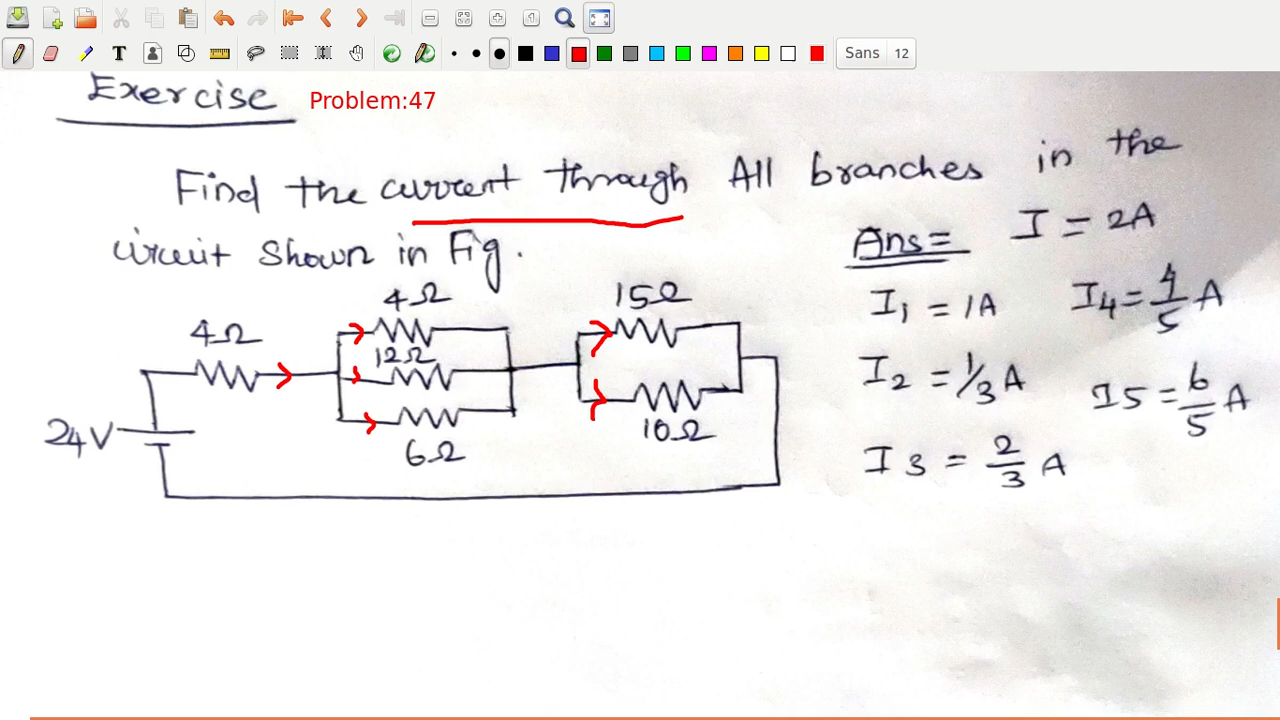 Sans 12
Exercise Problem:47
Find the current through All branches in the
circuit shown in Fig.
Ans= I = 2A
4Ω
15Ω
I1 = 1A I4 = 4/5 A
4Ω
12Ω
I2 = 1/3 A I5 = 6/5 A
24V
10Ω
6Ω
I3 = 2/3 A